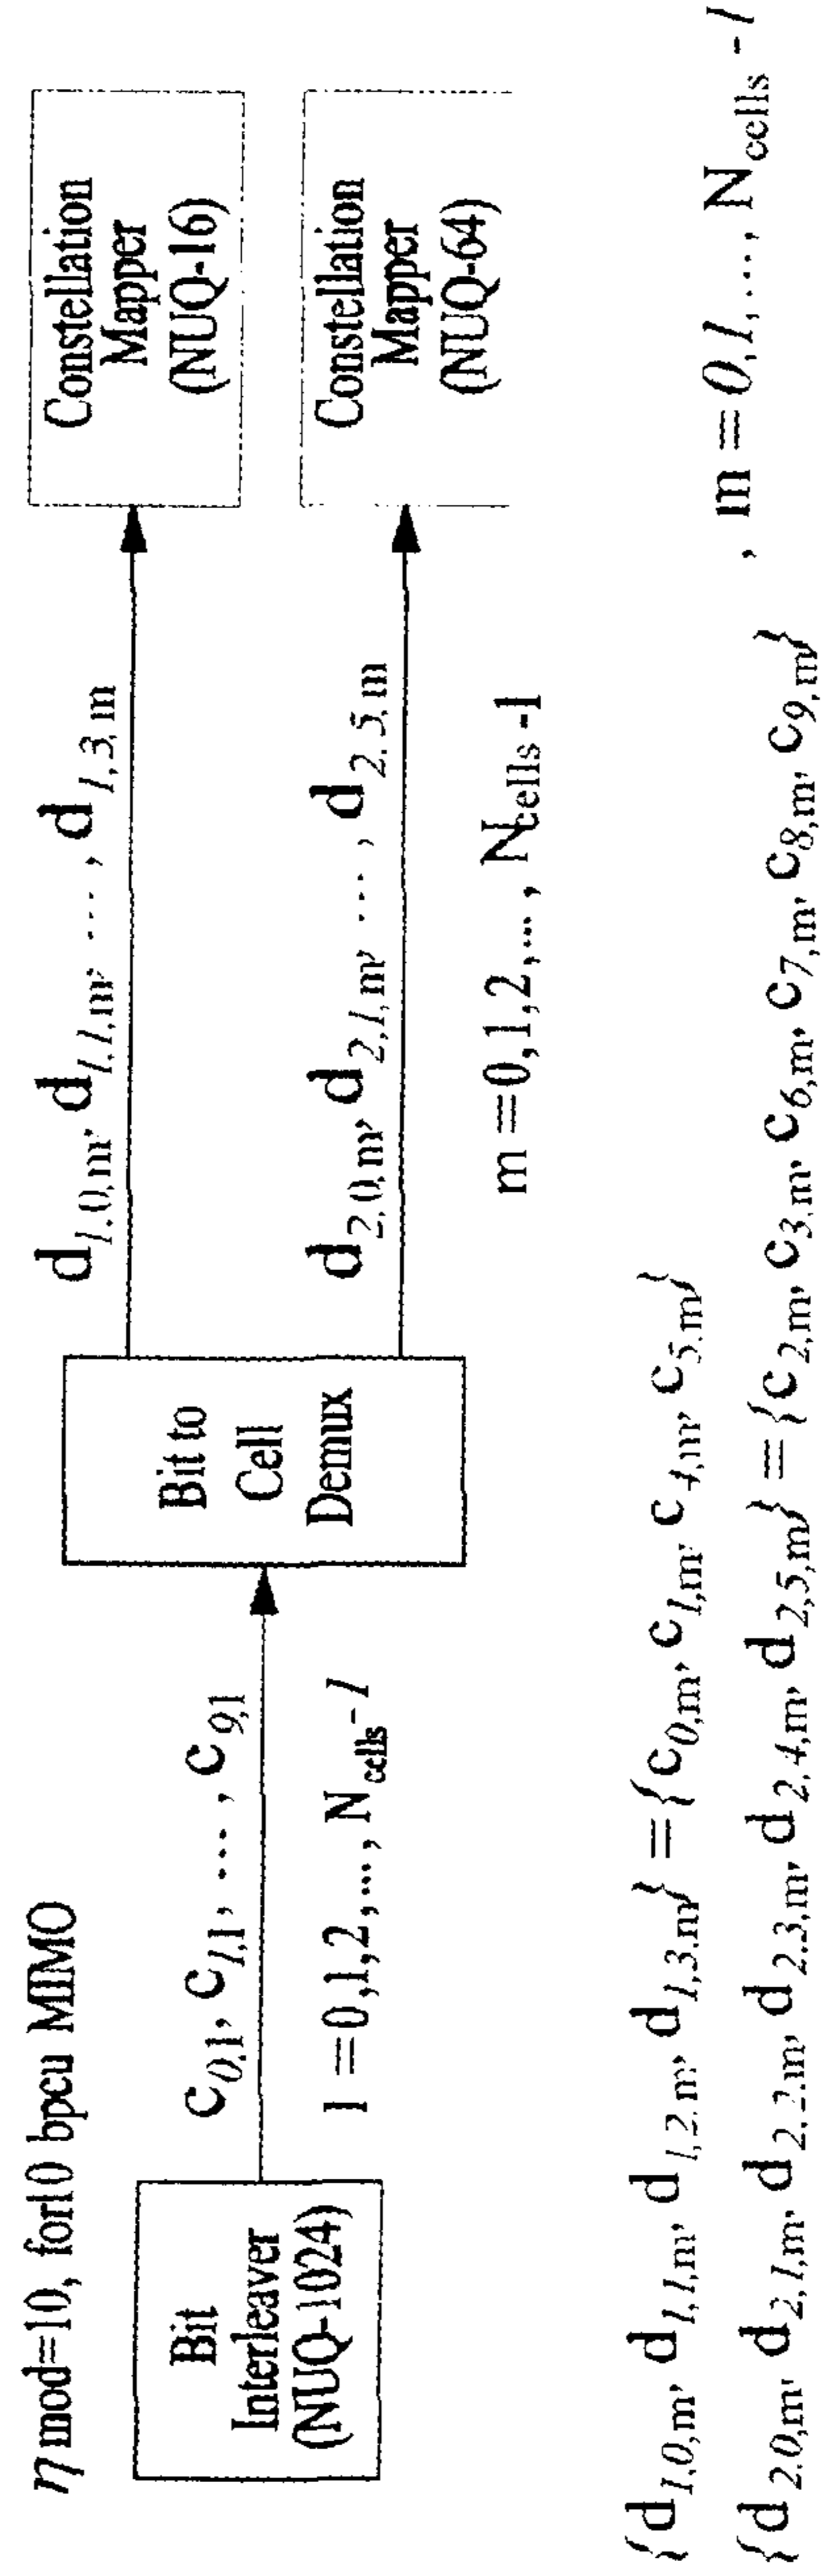 η mod=10, for10 bpcu MIMO
Bit
Interleaver
(NUQ-1024)
c0,1, c1,1, ..., c9,1
1 =0,1,2,..., Ncells-1
Bit to
Cell
Demux
d1,0,m, d1,1,m, ..., d1,3,m
d2,0,m, d2,1,m, ..., d2,5,m
m =0,1,2,..., Ncells-1
Constellation
Mapper
(NUQ-16)
Constellation
Mapper
(NUQ-64)
{d1,0,m, d1,1,m, d1,2,m, d1,3,m} ={c0,m, c1,m, c4,m, c5,m}
{d2,0,m, d2,1,m, d2,2,m, d2,3,m, d2,4,m, d2,5,m} ={c2,m, c3,m, c6,m, c7,m, c8,m, c9,m} , m =0,1,..., Ncells-1